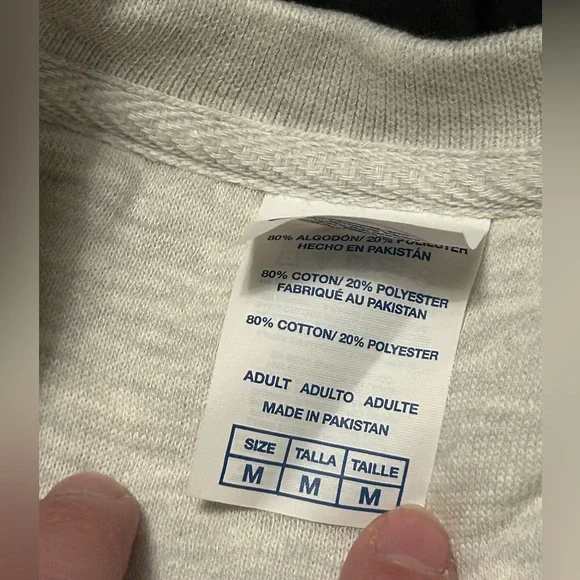 80% ALGODÓN/ 20% POLIESTER
HECHO EN PAKISTÁN
80% COTON/ 20% POLYESTER
FABRIQUÉ AU PAKISTAN
80% COTTON/ 20% POLYESTER
ADULT ADULTO ADULTE
MADE IN PAKISTAN
SIZE TALLA TAILLE
M M M